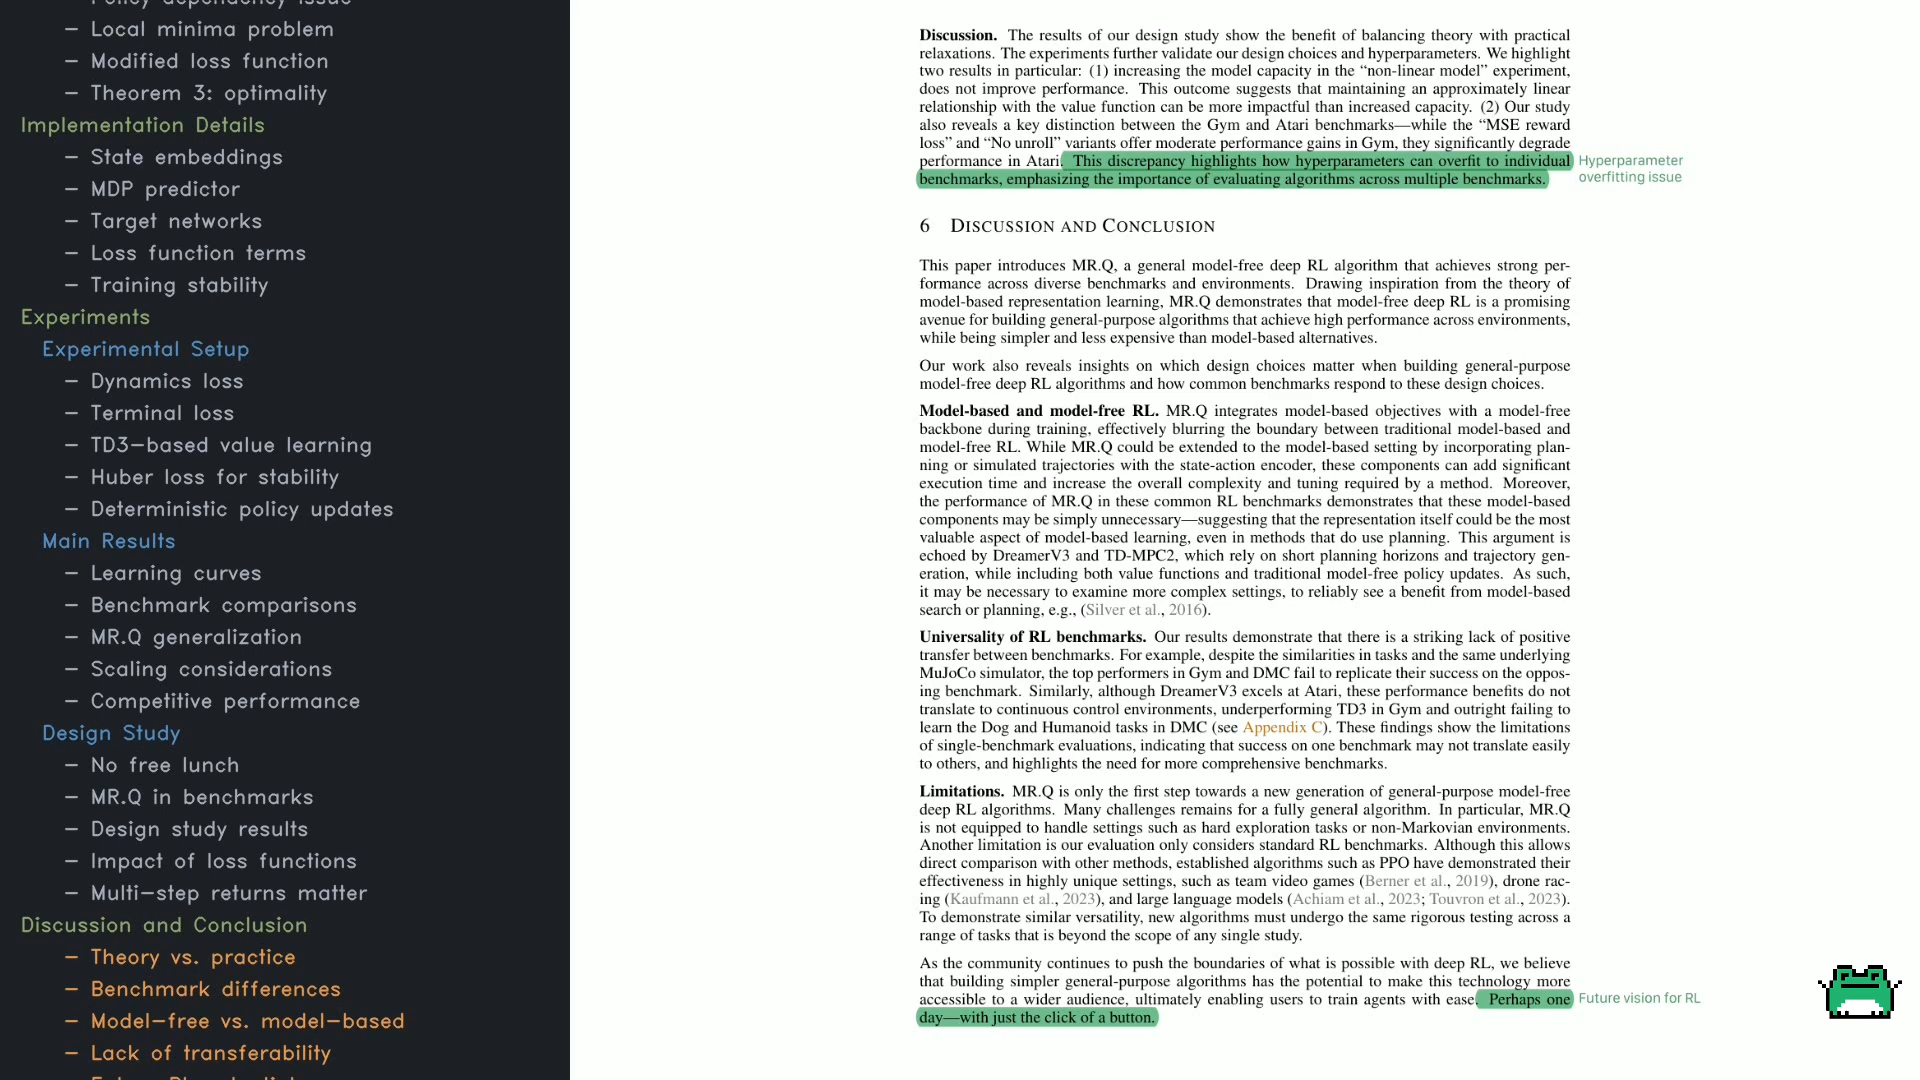 — Local minima problem
— Modified loss function
— Theorem 3: optimality
Implementation Details
— State embeddings
— MDP predictor
— Target networks
— Loss function terms
— Training stability
Experiments
Experimental Setup
— Dynamics loss
— Terminal loss
— TD3-based value learning
— Huber loss for stability
— Deterministic policy updates
Main Results
— Learning curves
— Benchmark comparisons
— MR.Q generalization
— Scaling considerations
— Competitive performance
Design Study
— No free lunch
— MR.Q in benchmarks
— Design study results
— Impact of loss functions
— Multi-step returns matter
Discussion and Conclusion
— Theory vs. practice
— Benchmark differences
— Model-free vs. model-based
— Lack of transferability
Discussion. The results of our design study show the benefit of balancing theory with practical
relaxations. The experiments further validate our design choices and hyperparameters. We highlight
two results in particular: (1) increasing the model capacity in the “non-linear model” experiment,
does not improve performance. This outcome suggests that maintaining an approximately linear
relationship with the value function can be more impactful than increased capacity. (2) Our study
also reveals a key distinction between the Gym and Atari benchmarks—while the “MSE reward
loss” and “No unroll” variants offer moderate performance gains in Gym, they significantly degrade
performance in Atari. This discrepancy highlights how hyperparameters can overfit to individual
benchmarks, emphasizing the importance of evaluating algorithms across multiple benchmarks.
Hyperparameter
overfitting issue
6 DISCUSSION AND CONCLUSION
This paper introduces MR.Q, a general model-free deep RL algorithm that achieves strong per-
formance across diverse benchmarks and environments. Drawing inspiration from the theory of
model-based representation learning, MR.Q demonstrates that model-free deep RL is a promising
avenue for building general-purpose algorithms that achieve high performance across environments,
while being simpler and less expensive than model-based alternatives.
Our work also reveals insights on which design choices matter when building general-purpose
model-free deep RL algorithms and how common benchmarks respond to these design choices.
Model-based and model-free RL. MR.Q integrates model-based objectives with a model-free
backbone during training, effectively blurring the boundary between traditional model-based and
model-free RL. While MR.Q could be extended to the model-based setting by incorporating plan-
ning or simulated trajectories with the state-action encoder, these components can add significant
execution time and increase the overall complexity and tuning required by a method. Moreover,
the performance of MR.Q in these common RL benchmarks demonstrates that these model-based
components may be simply unnecessary—suggesting that the representation itself could be the most
valuable aspect of model-based learning, even in methods that do use planning. This argument is
echoed by DreamerV3 and TD-MPC2, which rely on short planning horizons and trajectory gen-
eration, while including both value functions and traditional model-free policy updates. As such,
it may be necessary to examine more complex settings, to reliably see a benefit from model-based
search or planning, e.g., (Silver et al., 2016).
Universality of RL benchmarks. Our results demonstrate that there is a striking lack of positive
transfer between benchmarks. For example, despite the similarities in tasks and the same underlying
MuJoCo simulator, the top performers in Gym and DMC fail to replicate their success on the oppos-
ing benchmark. Similarly, although DreamerV3 excels at Atari, these performance benefits do not
translate to continuous control environments, underperforming TD3 in Gym and outright failing to
learn the Dog and Humanoid tasks in DMC (see Appendix C). These findings show the limitations
of single-benchmark evaluations, indicating that success on one benchmark may not translate easily
to others, and highlights the need for more comprehensive benchmarks.
Limitations. MR.Q is only the first step towards a new generation of general-purpose model-free
deep RL algorithms. Many challenges remains for a fully general algorithm. In particular, MR.Q
is not equipped to handle settings such as hard exploration tasks or non-Markovian environments.
Another limitation is our evaluation only considers standard RL benchmarks. Although this allows
direct comparison with other methods, established algorithms such as PPO have demonstrated their
effectiveness in highly unique settings, such as team video games (Berner et al., 2019), drone rac-
ing (Kaufmann et al., 2023), and large language models (Achiam et al., 2023; Touvron et al., 2023).
To demonstrate similar versatility, new algorithms must undergo the same rigorous testing across a
range of tasks that is beyond the scope of any single study.
As the community continues to push the boundaries of what is possible with deep RL, we believe
that building simpler general-purpose algorithms has the potential to make this technology more
accessible to a wider audience, ultimately enabling users to train agents with ease. Perhaps one
day—with just the click of a button.
Future vision for RL